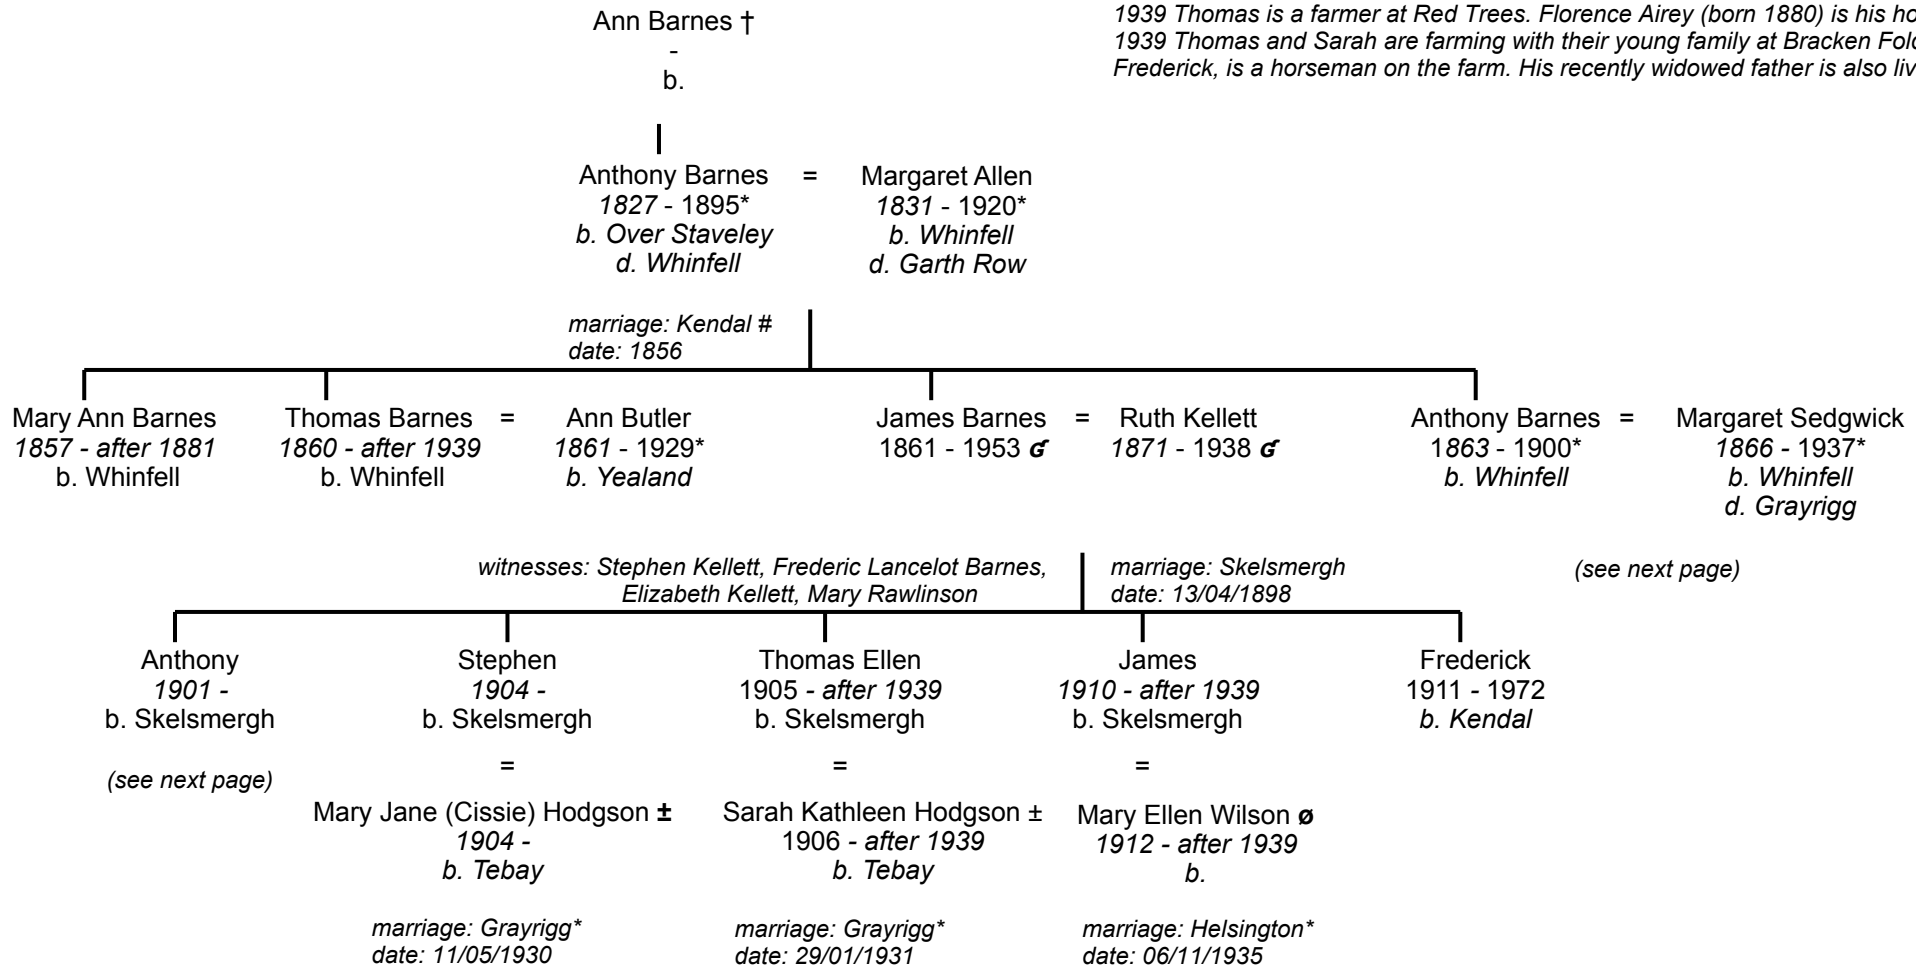 1939 Thomas is a farmer at Red Trees. Florence Airey (born 1880) is his ho
1939 Thomas and Sarah are farming with their young family at Bracken Fold
Frederick, is a horseman on the farm. His recently widowed father is also liv
Ann Barnes †
-
b.
Anthony Barnes = Margaret Allen
1827 - 1895* 1831 - 1920*
b. Over Staveley b. Whinfell
d. Whinfell d. Garth Row
marriage: Kendal #
date: 1856
Mary Ann Barnes Thomas Barnes = Ann Butler James Barnes = Ruth Kellett Anthony Barnes = Margaret Sedgwick
1857 - after 1881 1860 - after 1939 1861 - 1929* 1861 - 1953 ɠ 1871 - 1938 ɠ 1863 - 1900* 1866 - 1937*
b. Whinfell b. Whinfell b. Yealand b. Whinfell b. Whinfell
d. Grayrigg
witnesses: Stephen Kellett, Frederic Lancelot Barnes, marriage: Skelsmergh (see next page)
Elizabeth Kellett, Mary Rawlinson date: 13/04/1898
Anthony Stephen Thomas Ellen James Frederick
1901 - 1904 - 1905 - after 1939 1910 - after 1939 1911 - 1972
b. Skelsmergh b. Skelsmergh b. Skelsmergh b. Skelsmergh b. Kendal
(see next page) = = =
Mary Jane (Cissie) Hodgson ± Sarah Kathleen Hodgson ± Mary Ellen Wilson ø
1904 - 1906 - after 1939 1912 - after 1939
b. Tebay b. Tebay b.
marriage: Grayrigg* marriage: Grayrigg* marriage: Helsington*
date: 11/05/1930 date: 29/01/1931 date: 06/11/1935